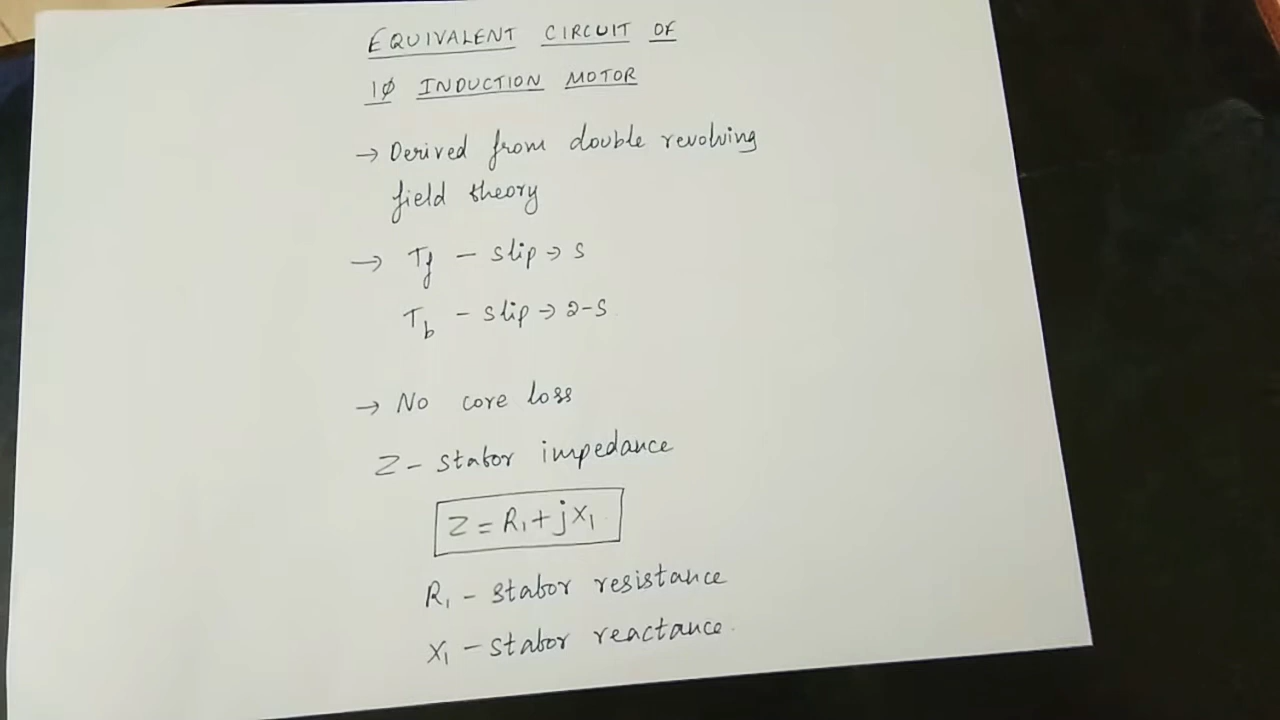 EQUIVALENT CIRCUIT OF
1φ INDUCTION MOTOR
→ Derived from double revolving
field theory
→ Tf - slip → s
Tb - slip → 2-s
→ No core loss
Z - stator impedance
Z = R1 + jX1
R1 - stator resistance
X1 - stator reactance.